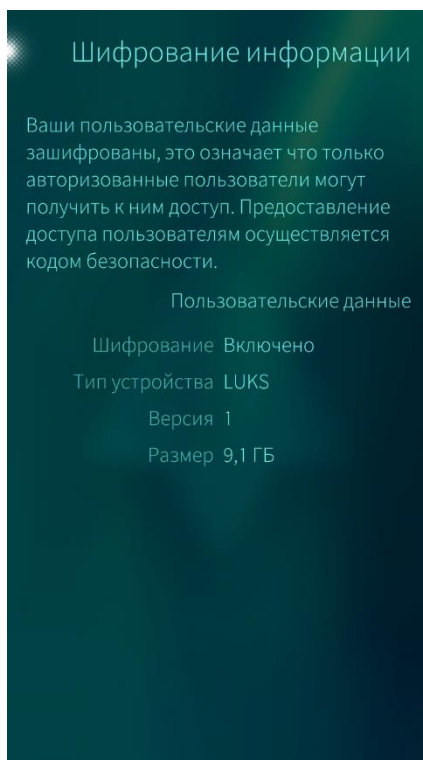 Шифрование информации
Ваши пользовательские данные
зашифрованы, это означает что только
авторизованные пользователи могут
получить к ним доступ. Предоставление
доступа пользователям осуществляется
кодом безопасности.
Пользовательские данные
Шифрование Включено
Тип устройства LUKS
Версия 1
Размер 9,1 ГБ